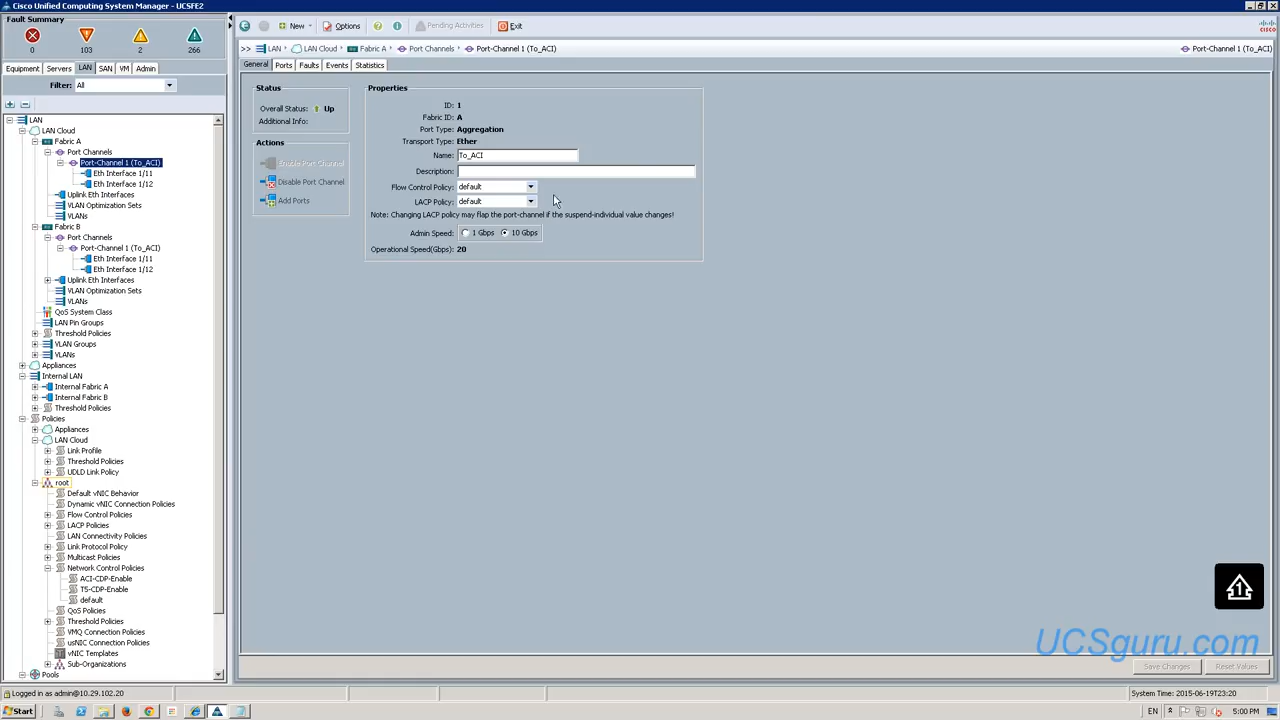 Cisco Unified Computing System Manager - UCSFE2
Fault Summary
0 103 2 266
Equipment Servers LAN SAN VM Admin
Filter: All
LAN
LAN Cloud
Fabric A
Port Channels
Port-Channel 1 (To_ACI)
Eth Interface 1/11
Eth Interface 1/12
Uplink Eth Interfaces
VLAN Optimization Sets
VLANs
Fabric B
Port Channels
Port-Channel 1 (To_ACI)
Eth Interface 1/11
Eth Interface 1/12
Uplink Eth Interfaces
VLAN Optimization Sets
VLANs
QoS System Class
LAN Pin Groups
Threshold Policies
VLAN Groups
VLANs
Appliances
Internal LAN
Internal Fabric A
Internal Fabric B
Threshold Policies
Policies
Appliances
LAN Cloud
Link Profile
Threshold Policies
UDLD Link Policy
root
Default vNIC Behavior
Dynamic vNIC Connection Policies
Flow Control Policies
LACP Policies
LAN Connectivity Policies
Link Protocol Policy
Multicast Policies
Network Control Policies
ACI-CDP-Enable
T5-CDP-Enable
default
QoS Policies
Threshold Policies
VMQ Connection Policies
usNIC Connection Policies
vNIC Templates
Sub-Organizations
Pools
New Options Pending Activities Exit
cisco
>> LAN LAN Cloud Fabric A Port Channels Port-Channel 1 (To_ACI) Port-Channel 1 (To_ACI)
General Ports Faults Events Statistics
Status
Overall Status: Up
Additional Info:
Actions
Enable Port Channel
Disable Port Channel
Add Ports
Properties
ID: 1
Fabric ID: A
Port Type: Aggregation
Transport Type: Ether
Name: To_ACI
Description:
Flow Control Policy: default
LACP Policy: default
Note: Changing LACP policy may flap the port-channel if the suspend-individual value changes!
Admin Speed: 1 Gbps 10 Gbps
Operational Speed(Gbps): 20
UCSguru.com
Save Changes Reset Values
Logged in as admin@10.29.102.20 System Time: 2015-06-19T23:20
Start EN 5:00 PM